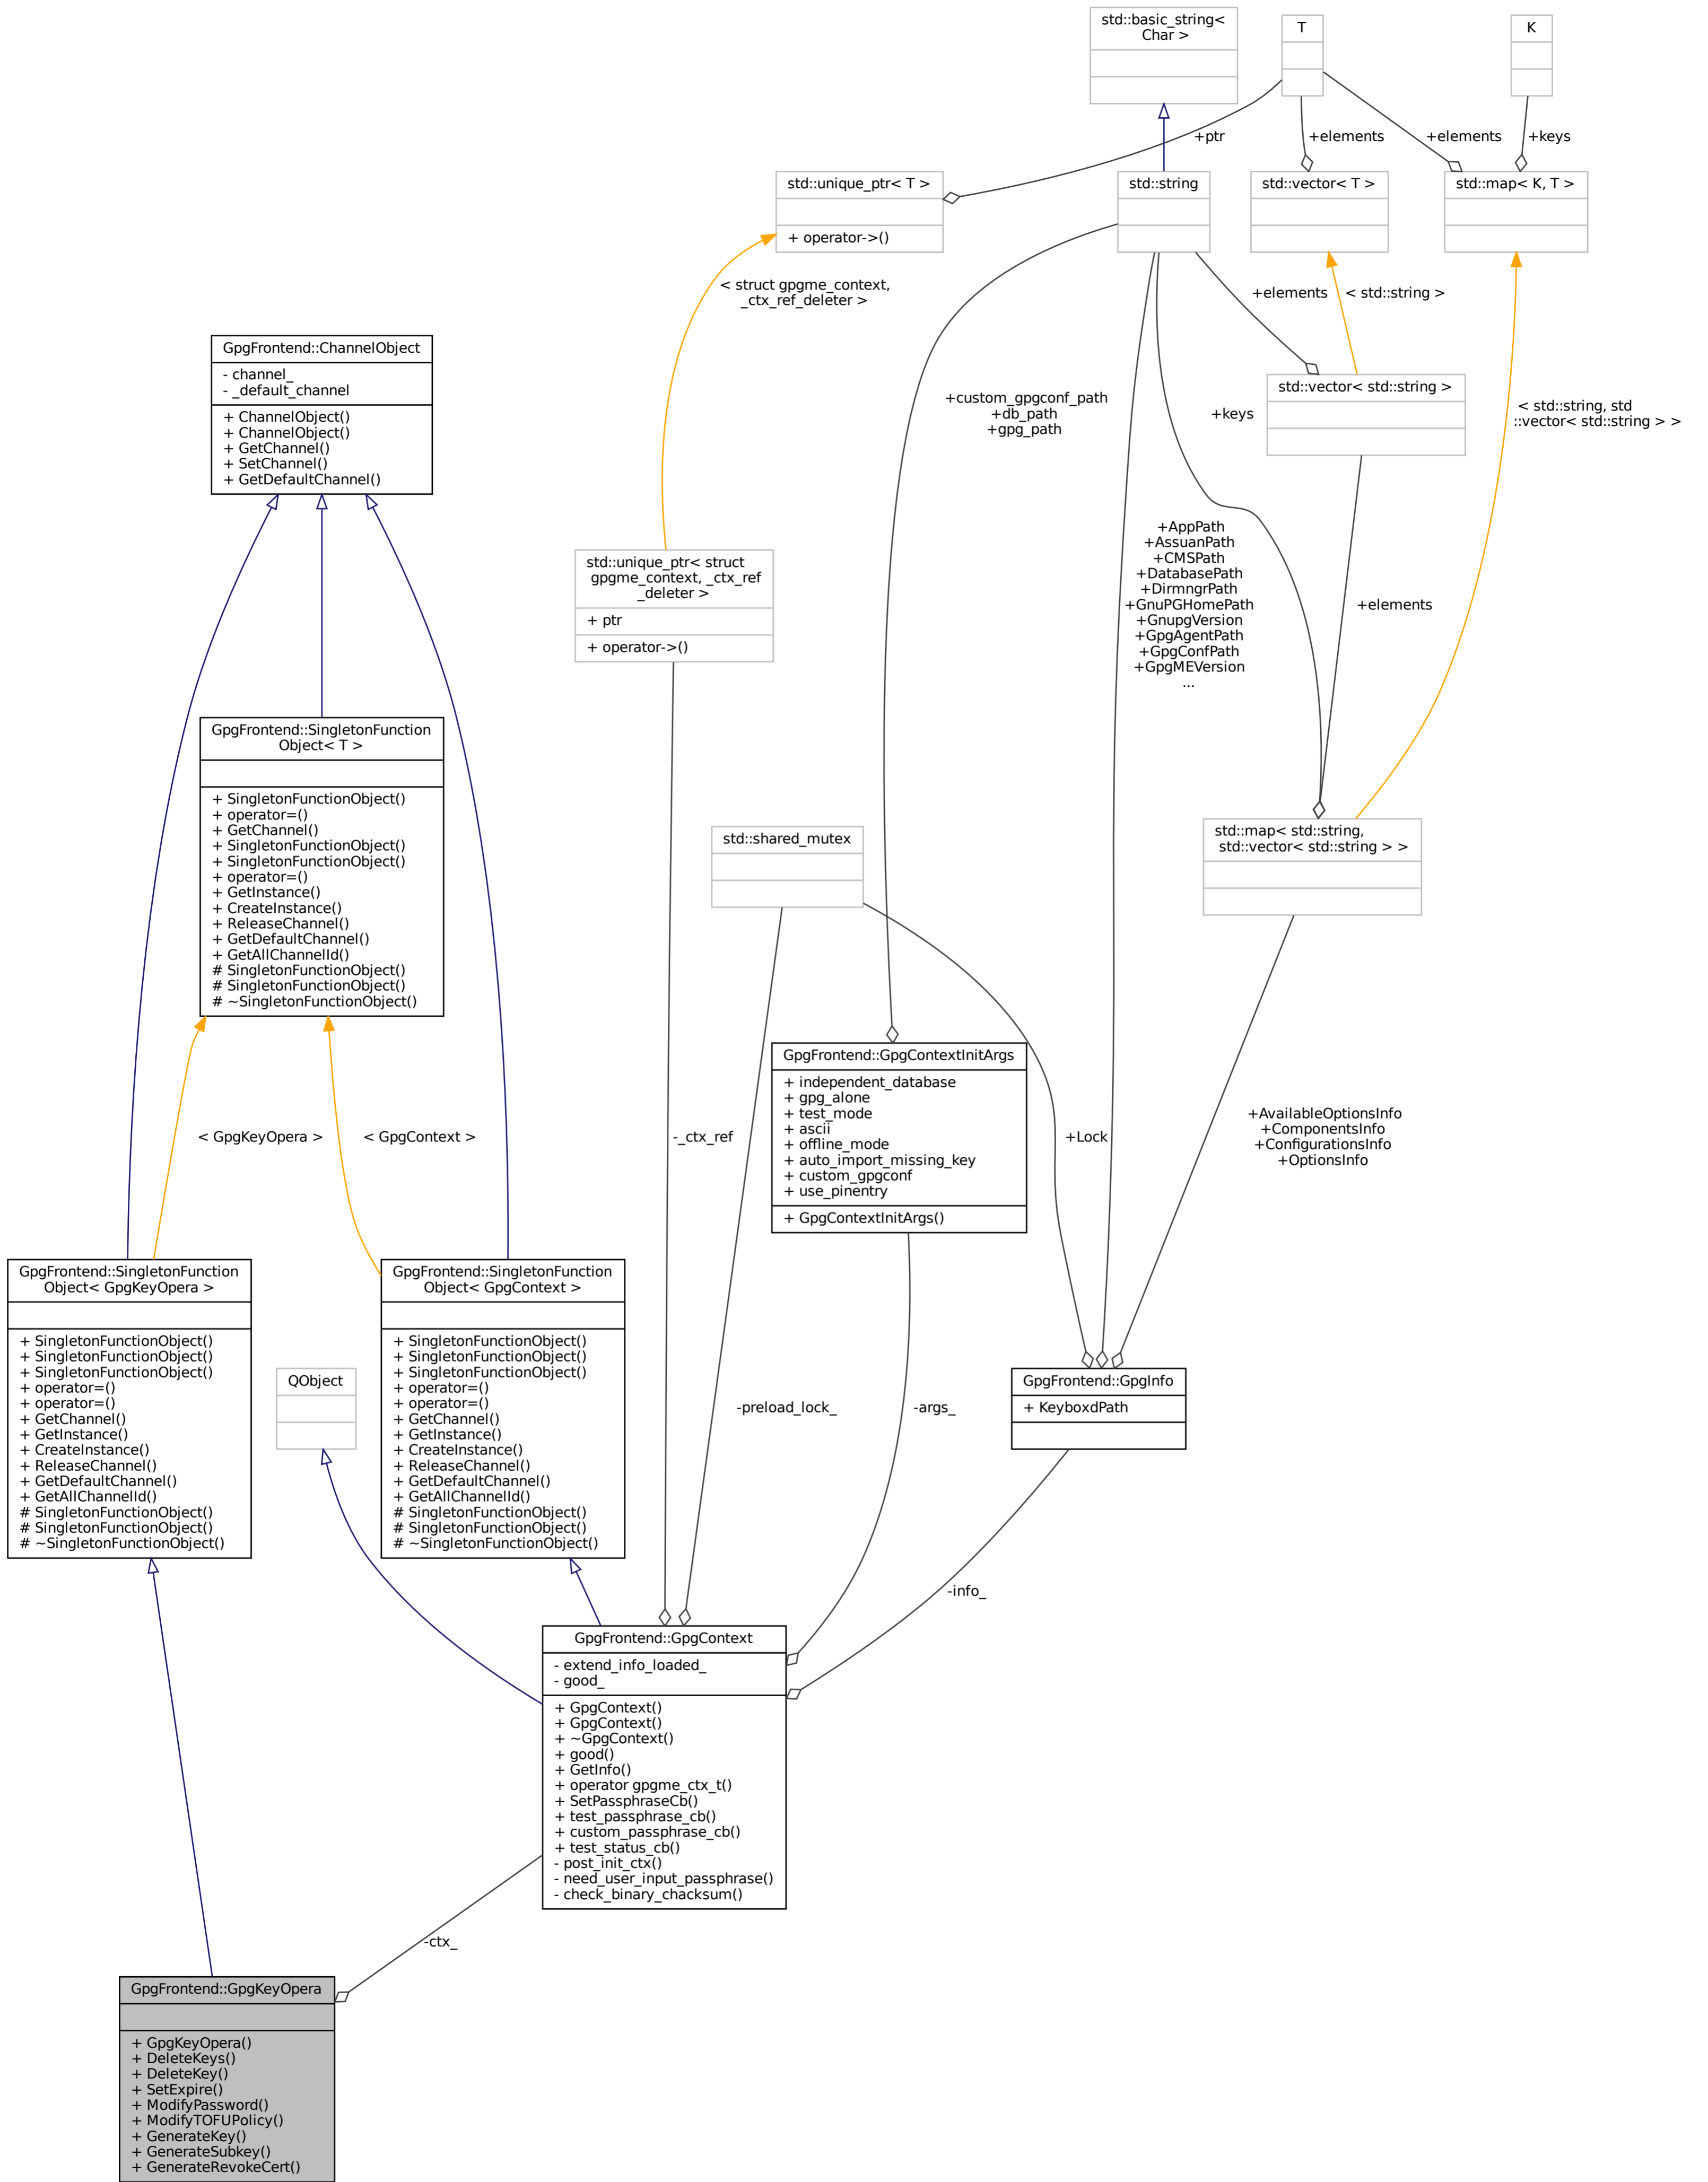 std::basic_string<
Char >
T
K
+ptr
+elements
+elements
+keys
std::unique_ptr< T >
+ operator->()
std::string
std::vector< T >
std::map< K, T >
< struct gpgme_context,
_ctx_ref_deleter >
+elements
< std::string >
GpgFrontend::ChannelObject
- channel_
- _default_channel
+ ChannelObject()
+ ChannelObject()
+ GetChannel()
+ SetChannel()
+ GetDefaultChannel()
+custom_gpgconf_path
+db_path
+gpg_path
+keys
std::vector< std::string >
< std::string, std
::vector< std::string > >
std::unique_ptr< struct
gpgme_context, _ctx_ref
_deleter >
+ ptr
+ operator->()
+AppPath
+AssuanPath
+CMSPath
+DatabasePath
+DirmngrPath
+GnuPGHomePath
+GnupgVersion
+GpgAgentPath
+GpgConfPath
+GpgMEVersion
...
+elements
GpgFrontend::SingletonFunction
Object< T >
+ SingletonFunctionObject()
+ operator=()
+ GetChannel()
+ SingletonFunctionObject()
+ SingletonFunctionObject()
+ operator=()
+ GetInstance()
+ CreateInstance()
+ ReleaseChannel()
+ GetDefaultChannel()
+ GetAllChannelId()
# SingletonFunctionObject()
# SingletonFunctionObject()
# ~SingletonFunctionObject()
std::shared_mutex
std::map< std::string,
std::vector< std::string > >
< GpgKeyOpera >
< GpgContext >
-_ctx_ref
GpgFrontend::GpgContextInitArgs
+ independent_database
+ gpg_alone
+ test_mode
+ ascii
+ offline_mode
+ auto_import_missing_key
+ custom_gpgconf
+ use_pinentry
+ GpgContextInitArgs()
+Lock
+AvailableOptionsInfo
+ComponentsInfo
+ConfigurationsInfo
+OptionsInfo
GpgFrontend::SingletonFunction
Object< GpgKeyOpera >
+ SingletonFunctionObject()
+ SingletonFunctionObject()
+ SingletonFunctionObject()
+ operator=()
+ operator=()
+ GetChannel()
+ GetInstance()
+ CreateInstance()
+ ReleaseChannel()
+ GetDefaultChannel()
+ GetAllChannelId()
# SingletonFunctionObject()
# SingletonFunctionObject()
# ~SingletonFunctionObject()
QObject
GpgFrontend::SingletonFunction
Object< GpgContext >
+ SingletonFunctionObject()
+ SingletonFunctionObject()
+ SingletonFunctionObject()
+ operator=()
+ operator=()
+ GetChannel()
+ GetInstance()
+ CreateInstance()
+ ReleaseChannel()
+ GetDefaultChannel()
+ GetAllChannelId()
# SingletonFunctionObject()
# SingletonFunctionObject()
# ~SingletonFunctionObject()
-preload_lock_
-args_
GpgFrontend::GpgInfo
+ KeyboxdPath
-info_
GpgFrontend::GpgContext
- extend_info_loaded_
- good_
+ GpgContext()
+ GpgContext()
+ ~GpgContext()
+ good()
+ GetInfo()
+ operator gpgme_ctx_t()
+ SetPassphraseCb()
+ test_passphrase_cb()
+ custom_passphrase_cb()
+ test_status_cb()
- post_init_ctx()
- need_user_input_passphrase()
- check_binary_chacksum()
-ctx_
GpgFrontend::GpgKeyOpera
+ GpgKeyOpera()
+ DeleteKeys()
+ DeleteKey()
+ SetExpire()
+ ModifyPassword()
+ ModifyTOFUPolicy()
+ GenerateKey()
+ GenerateSubkey()
+ GenerateRevokeCert()